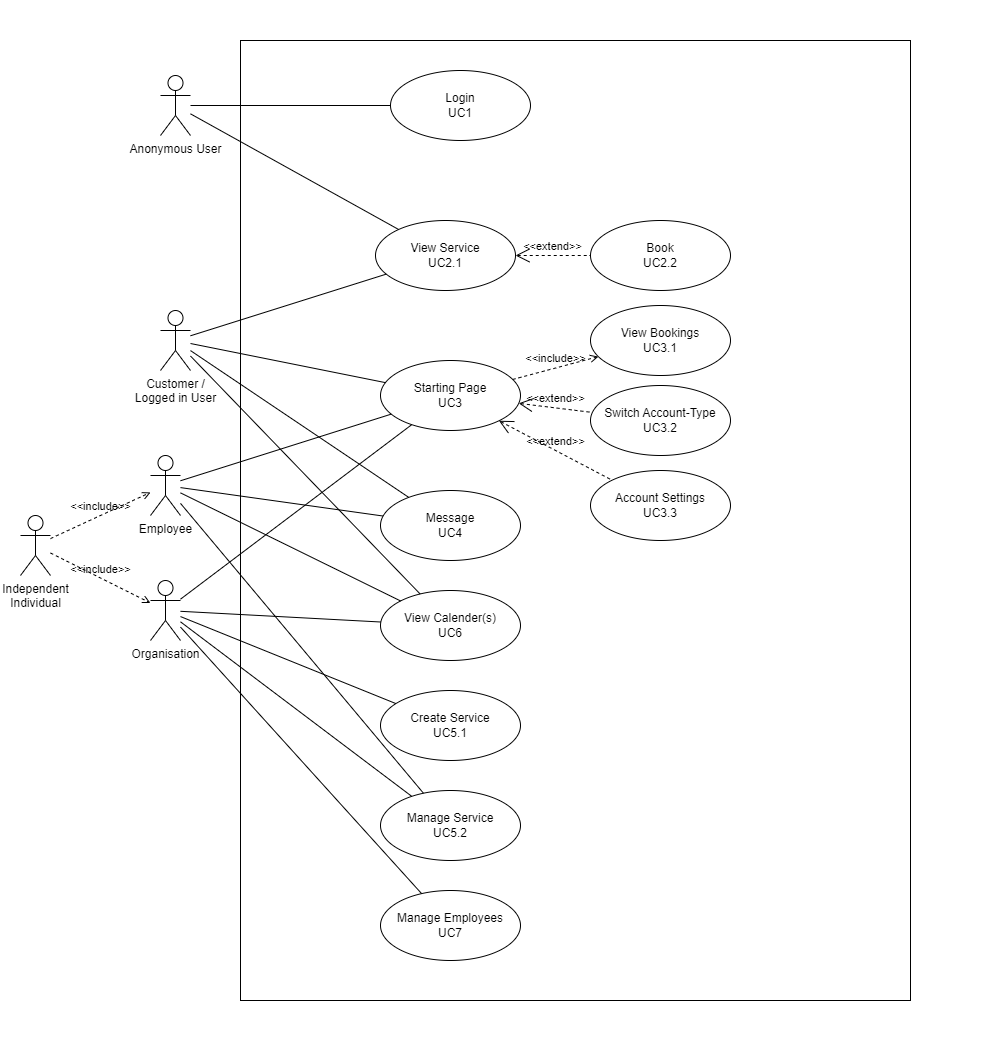 Login
UC1
Anonymous User
View Service
UC2.1
<<extend>>
Book
UC2.2
View Bookings
UC3.1
<<include>>
Customer /
Logged in User
Starting Page
UC3
<<extend>>
Switch Account-Type
UC3.2
<<extend>>
Account Settings
UC3.3
<<include>>
Employee
Message
UC4
<<include>>
Independent
Individual
Organisation
View Calender(s)
UC6
Create Service
UC5.1
Manage Service
UC5.2
Manage Employees
UC7